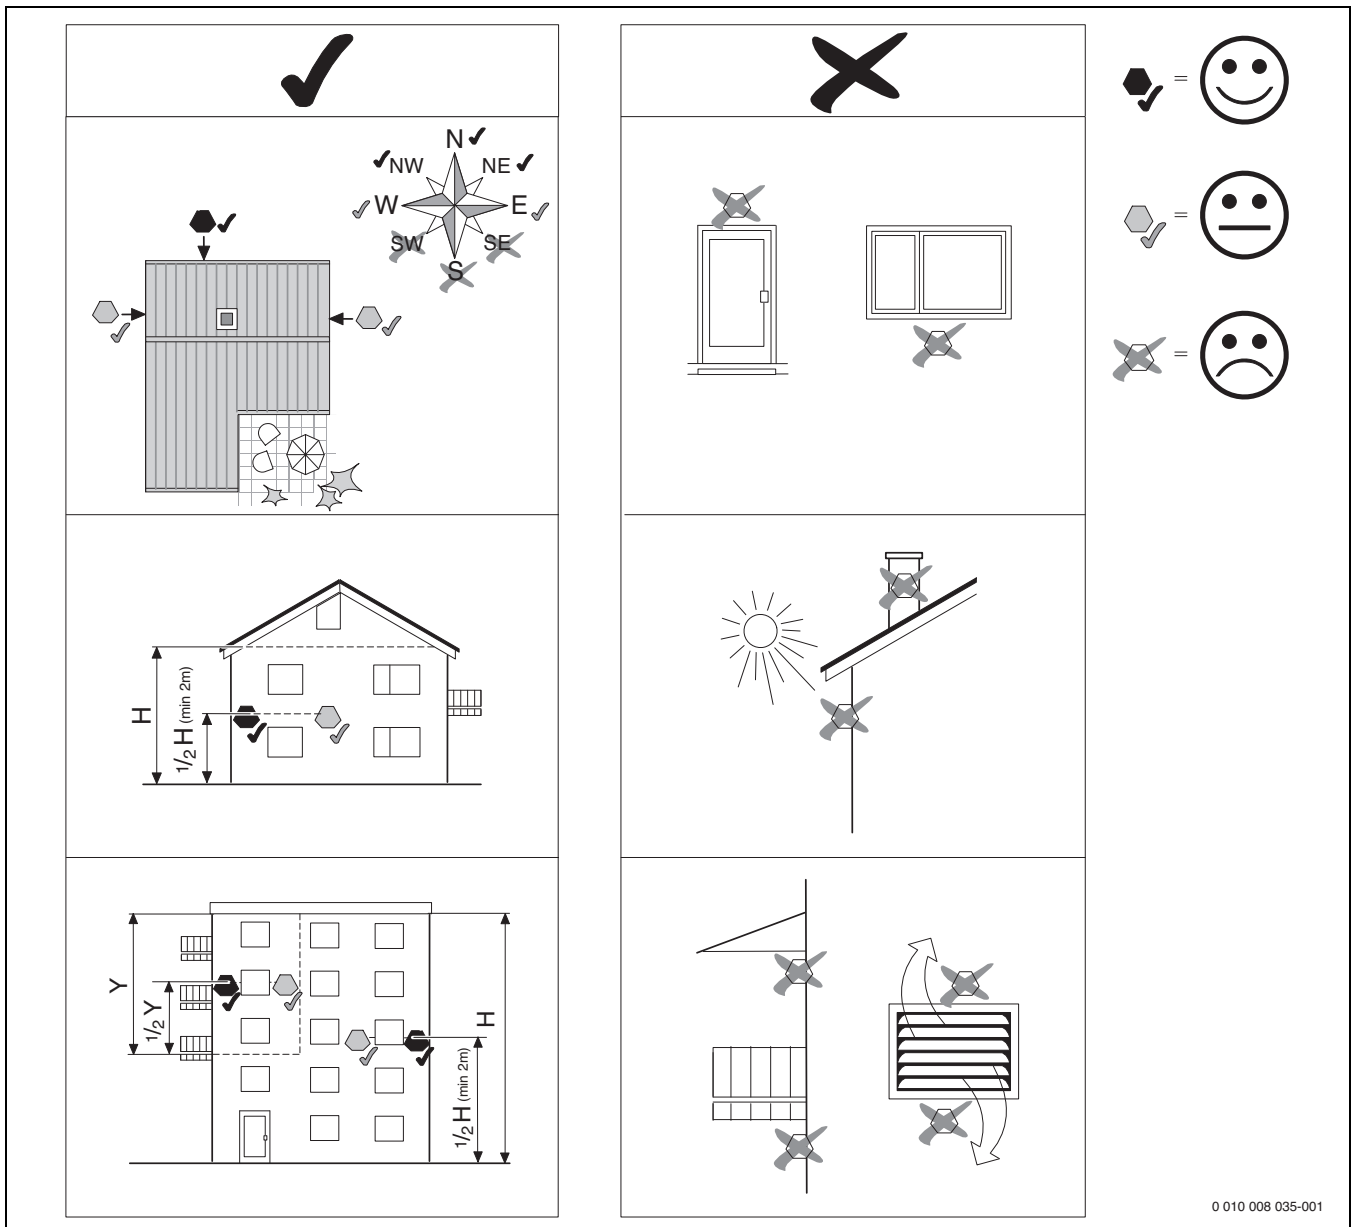 N
NW
NE
W
E
SW
SE
S
=
=
=
H
1/2 H (min 2m)
Y
1/2 Y
H
1/2 H (min 2m)
0 010 008 035-001